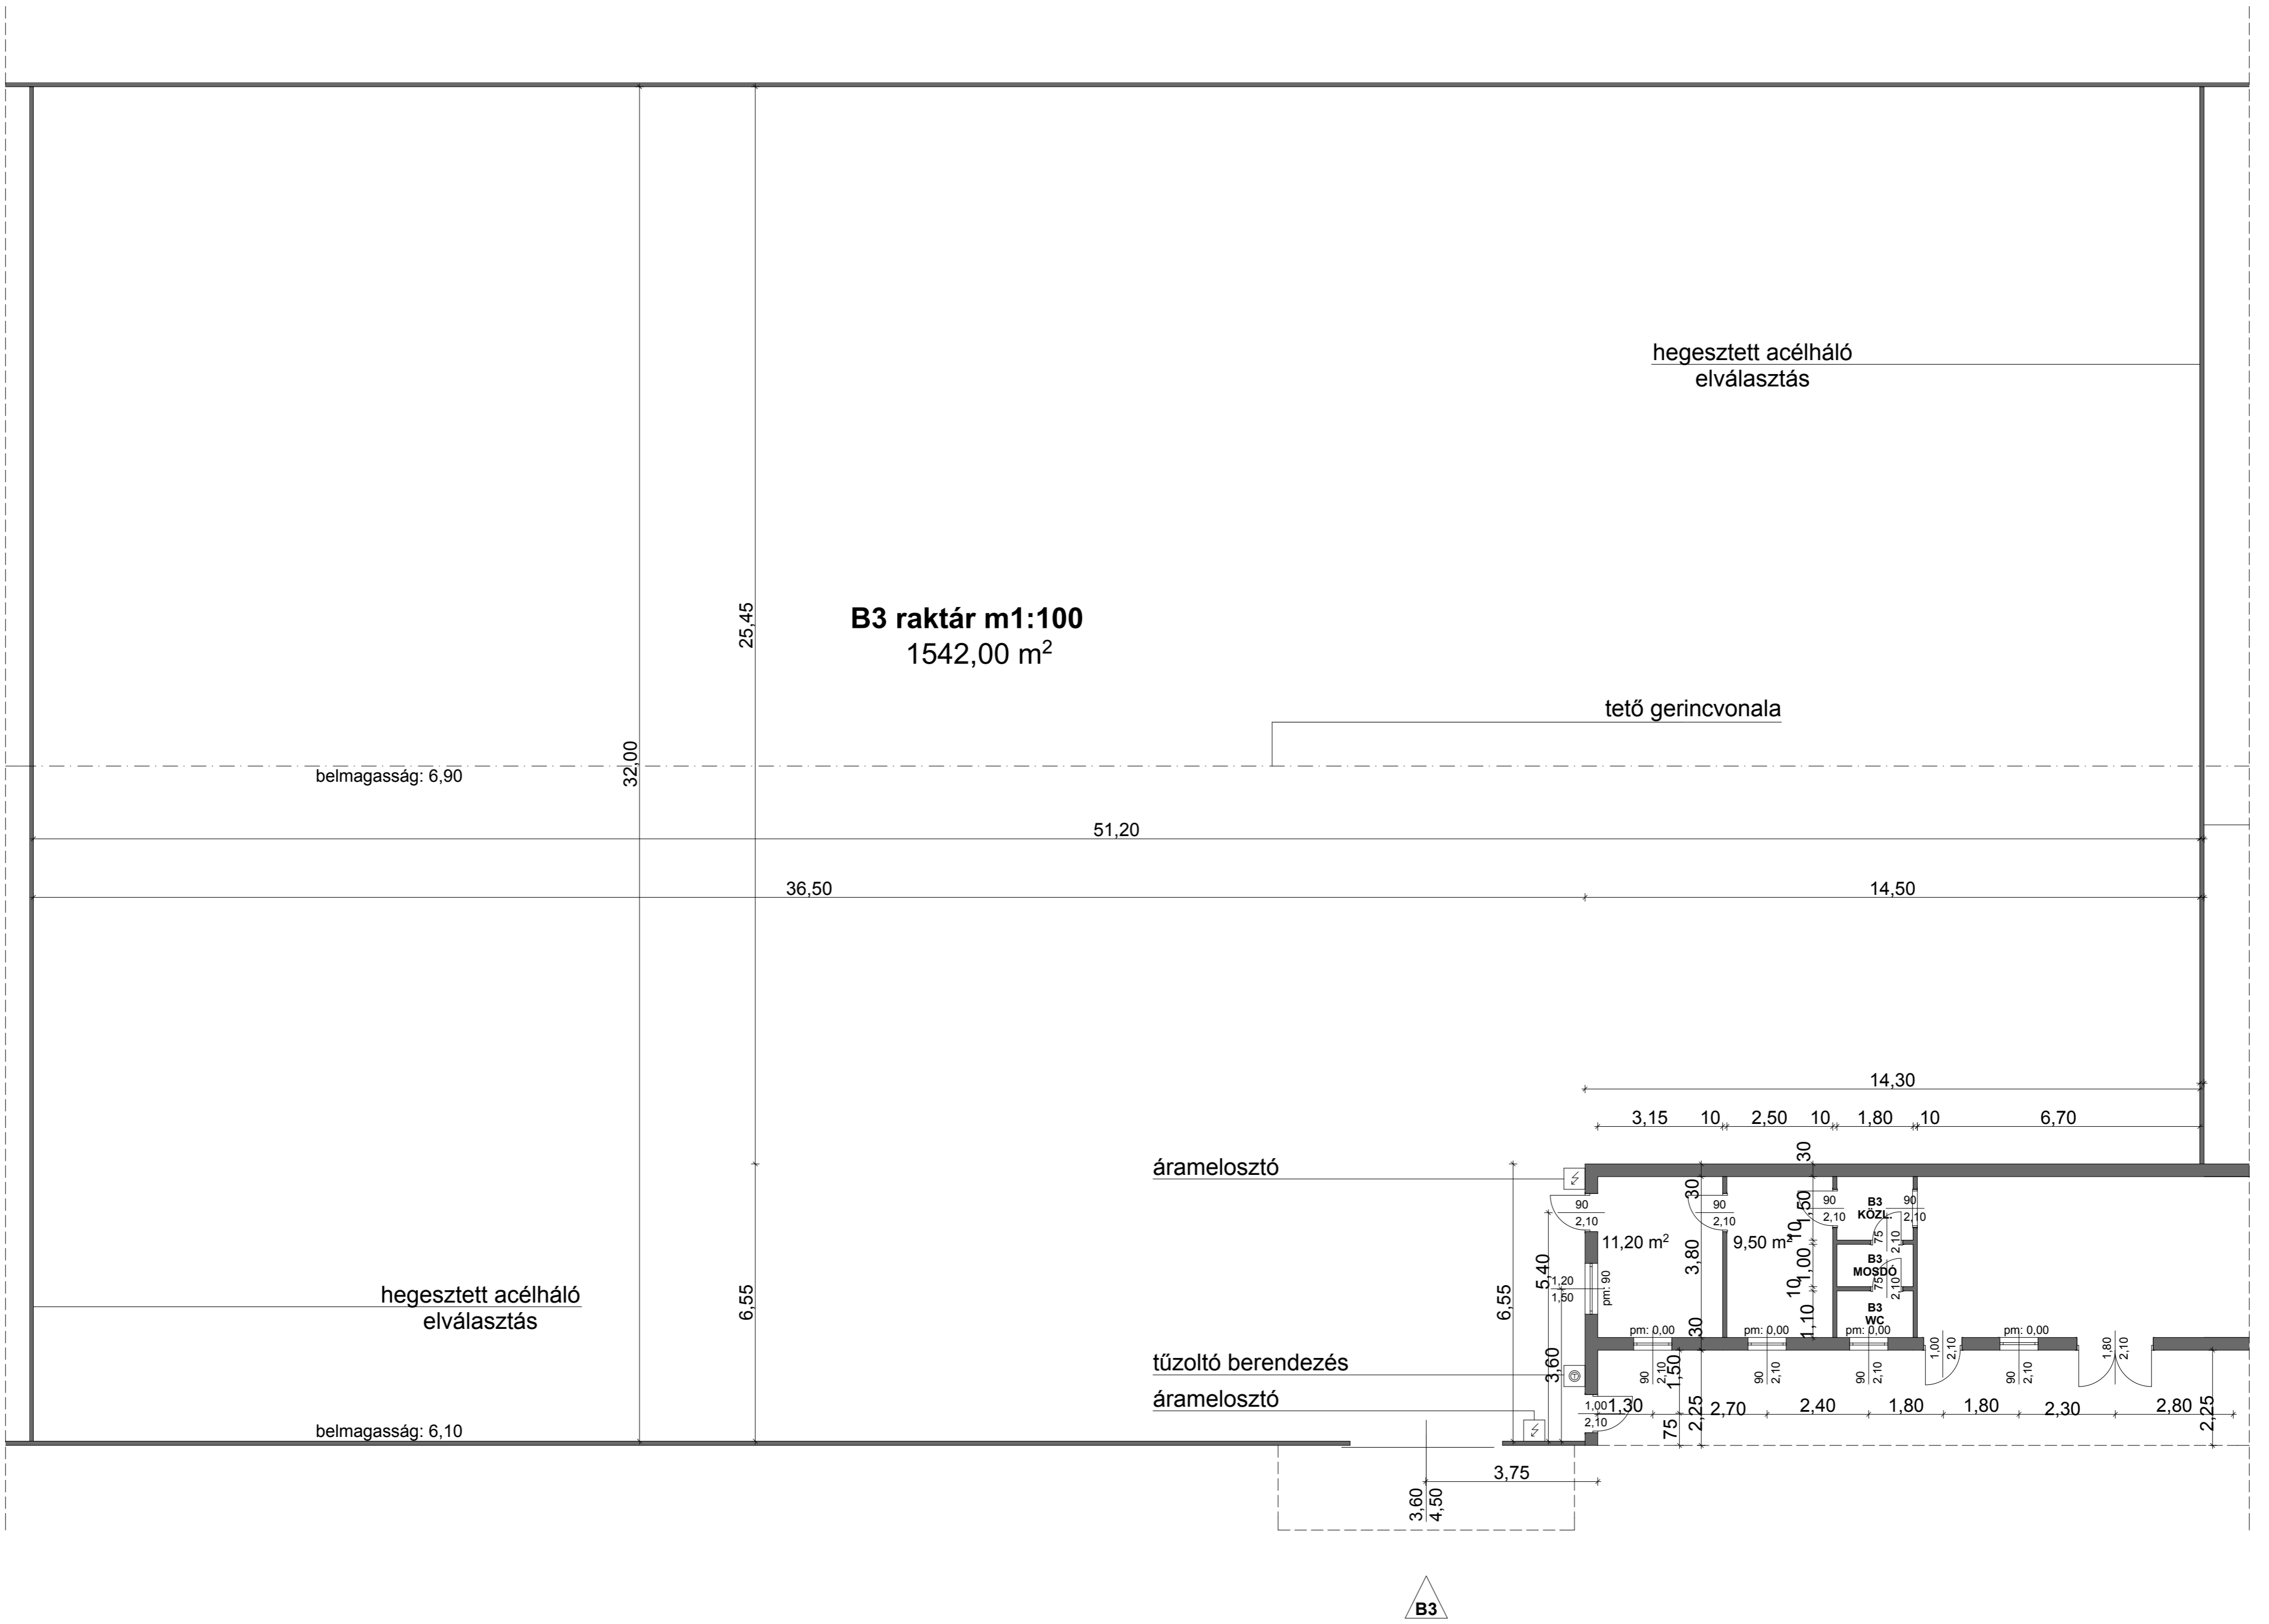 hegesztett acélháló
elválasztás
B3 raktár m1:100
1542,00 m²
25,45
32,00
tető gerincvonala
belmagasság: 6,90
51,20
36,50
14,50
14,30
3,15
10
2,50
10
1,80
10
6,70
áramelosztó
30
30
90
2,10
90
2,10
90
2,10
B3
KÖZL.
90
2,10
1,50
10
75
2,10
11,20 m²
9,50 m²
3,80
1,00
B3
MOSDÓ
10
75
2,10
5,40
1,20
1,50
pm: 90
6,55
6,55
hegesztett acélháló
elválasztás
1,10
B3
WC
30
pm: 0,00
pm: 0,00
pm: 0,00
pm: 0,00
1,00
2,10
1,80
2,10
tűzoltó berendezés
3,60
90
2,10
1,50
90
2,10
90
2,10
90
2,10
áramelosztó
1,00
2,10
1,30
2,70
2,40
1,80
1,80
2,30
2,80
75
2,25
2,25
belmagasság: 6,10
3,75
3,60
4,50
B3